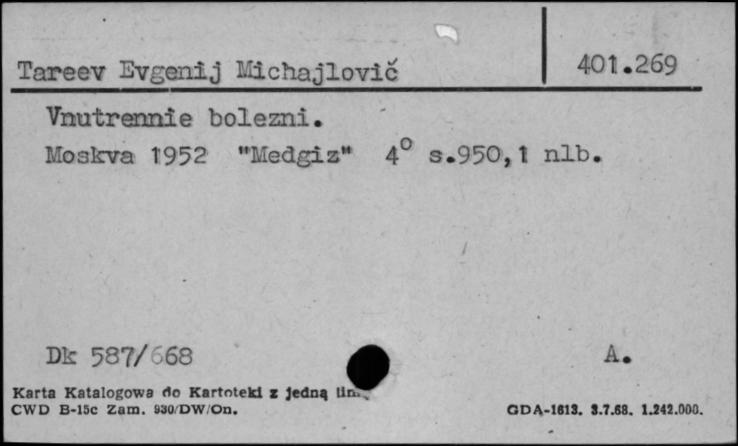 Tareev Evgenij Michajlovič 401.269
Vnutrennie bolezni.
Moskva 1952 "Medgiz" 4° s.950,1 nlb.
Dk 587/668 A.
Karta Katalogowa do Kartoteki z jedną
CWD B-15c Zam. 930/DW/On. GDA-1613. 3.7.68. 1.242.000.